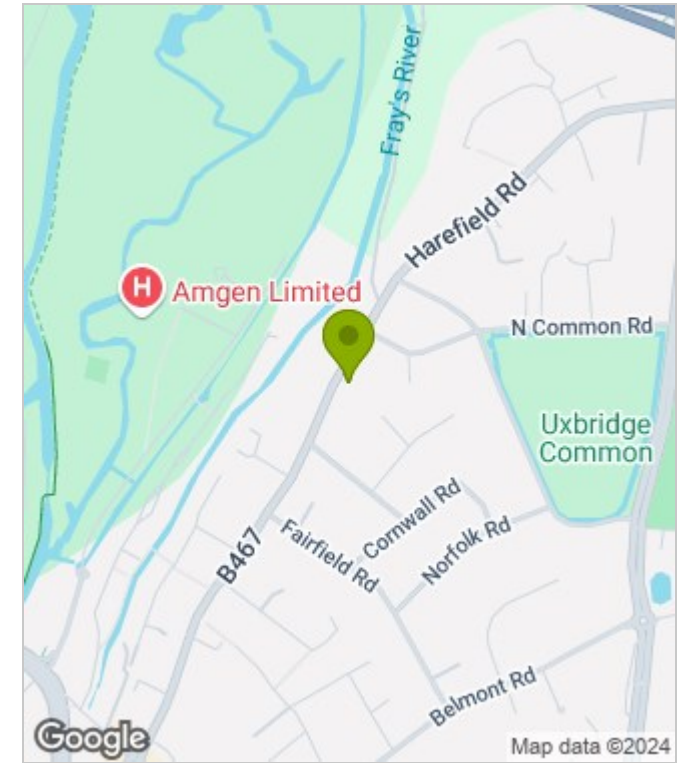 Fray's River
Harefield Rd
H
Amgen Limited
N Common Rd
Uxbridge
Common
Cornwall Rd
Norfolk Rd
Fairfield Rd
B467
Belmont Rd
Google
Map data ©2024